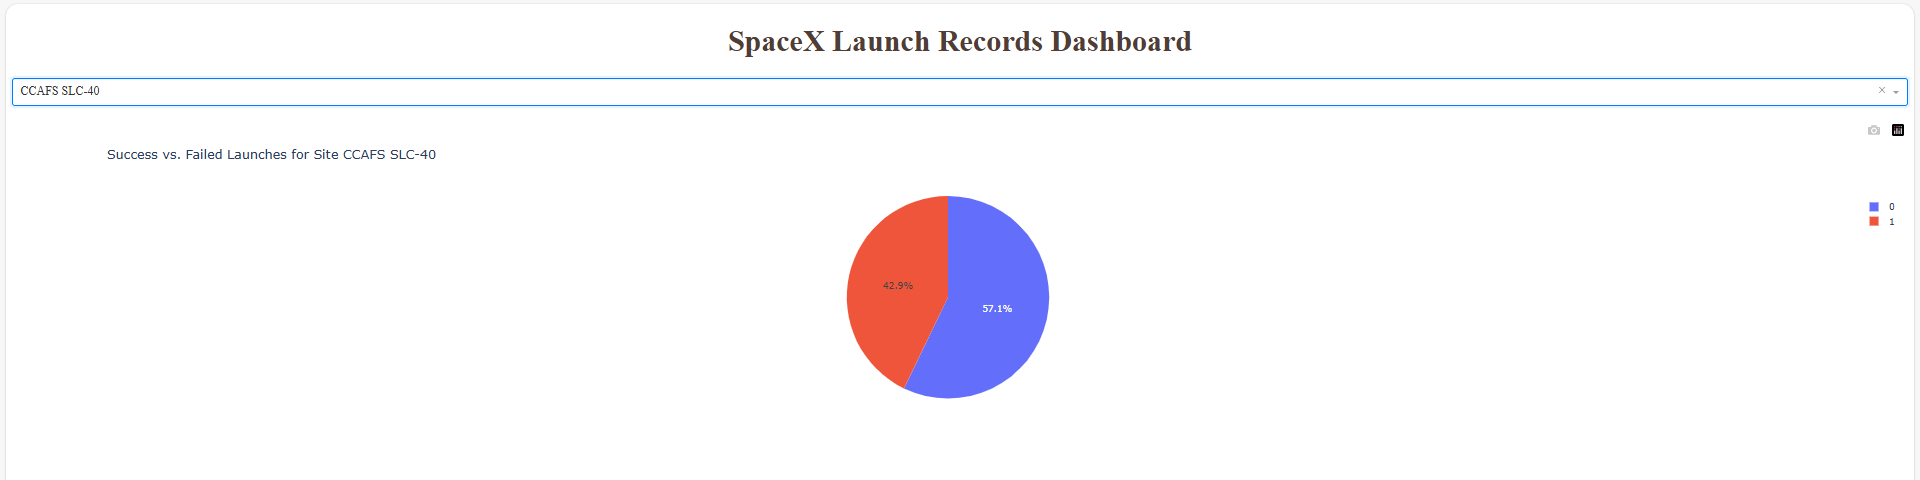 SpaceX Launch Records Dashboard
CCAFS SLC-40
Success vs. Failed Launches for Site CCAFS SLC-40
0
1
42.9%
57.1%